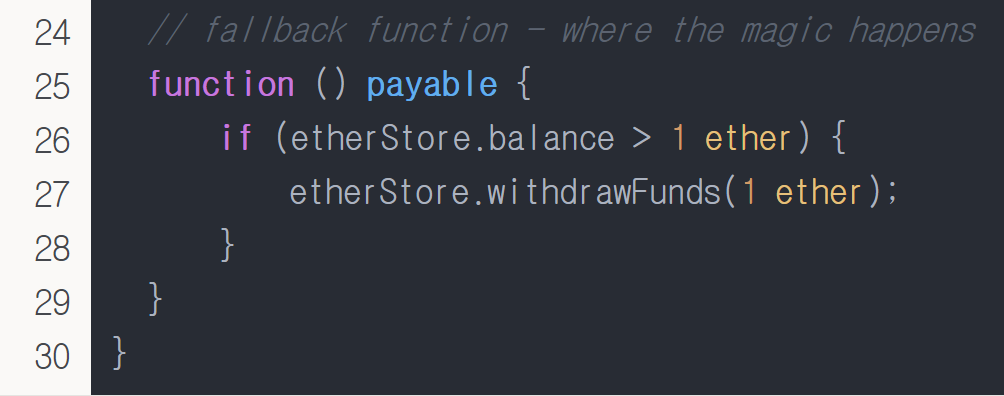 24 // fallback function - where the magic happens
25 function () payable {
26 if (etherStore.balance > 1 ether) {
27 etherStore.withdrawFunds(1 ether);
28 }
29 }
30 }